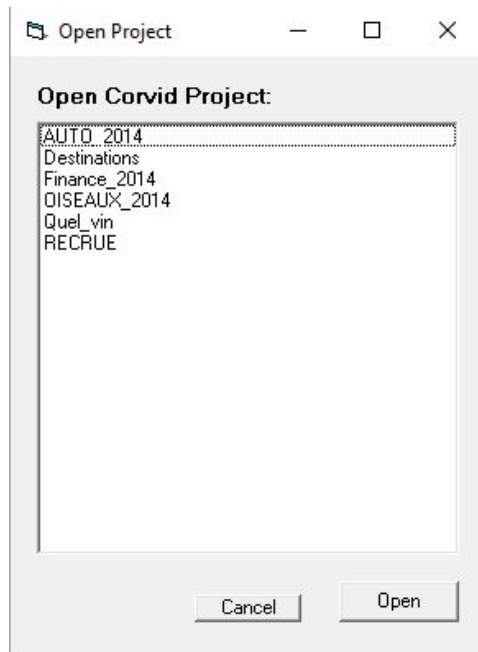 Open Project
Open Corvid Project:
AUTO_2014
Destinations
Finance_2014
OISEAUX_2014
Quel_vin
RECRUE
Cancel
Open